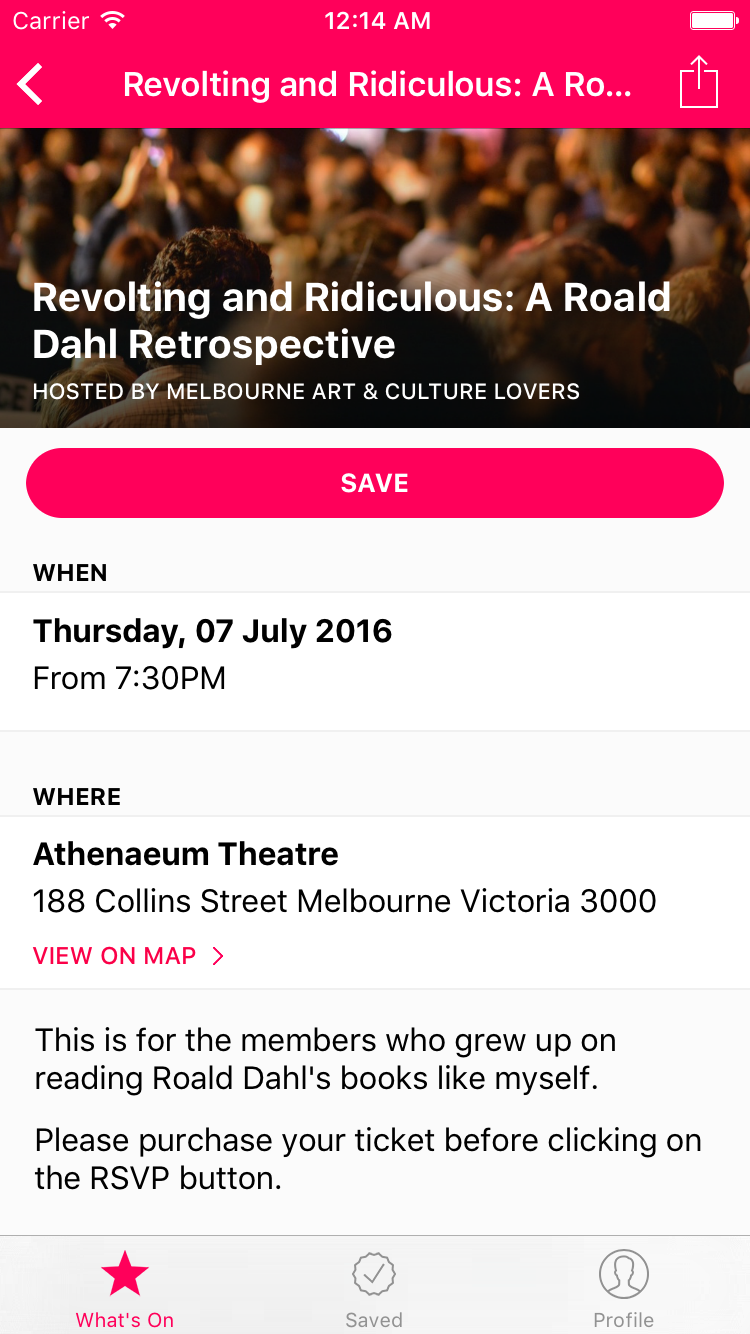 Carrier 12:14 AM
Revolting and Ridiculous: A Ro...
Revolting and Ridiculous: A Roald
Dahl Retrospective
HOSTED BY MELBOURNE ART & CULTURE LOVERS
SAVE
WHEN
Thursday, 07 July 2016
From 7:30PM
WHERE
Athenaeum Theatre
188 Collins Street Melbourne Victoria 3000
VIEW ON MAP
This is for the members who grew up on
reading Roald Dahl's books like myself.
Please purchase your ticket before clicking on
the RSVP button.
What's On Saved Profile